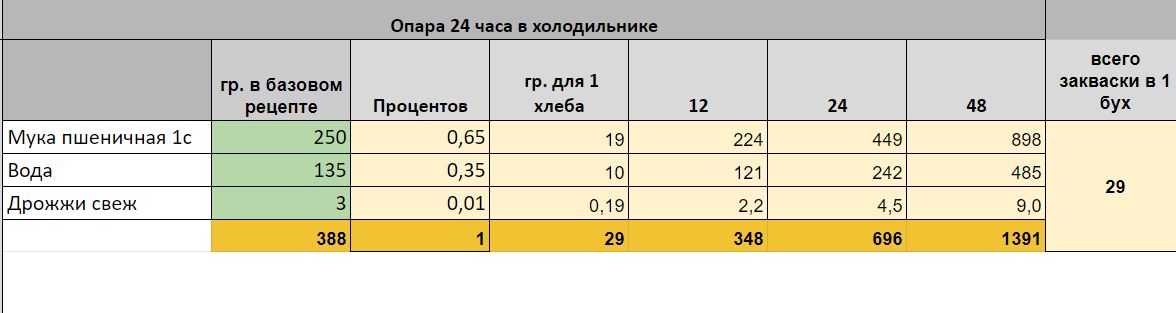 Опара 24 часа в холодильнике
гр. в базовом рецепте Процентов гр. для 1 хлеба 12 24 48 всего закваски в 1 бух
Мука пшеничная 1с 250 0,65 19 224 449 898
Вода 135 0,35 10 121 242 485 29
Дрожжи свеж 3 0,01 0,19 2,2 4,5 9,0
388 1 29 348 696 1391